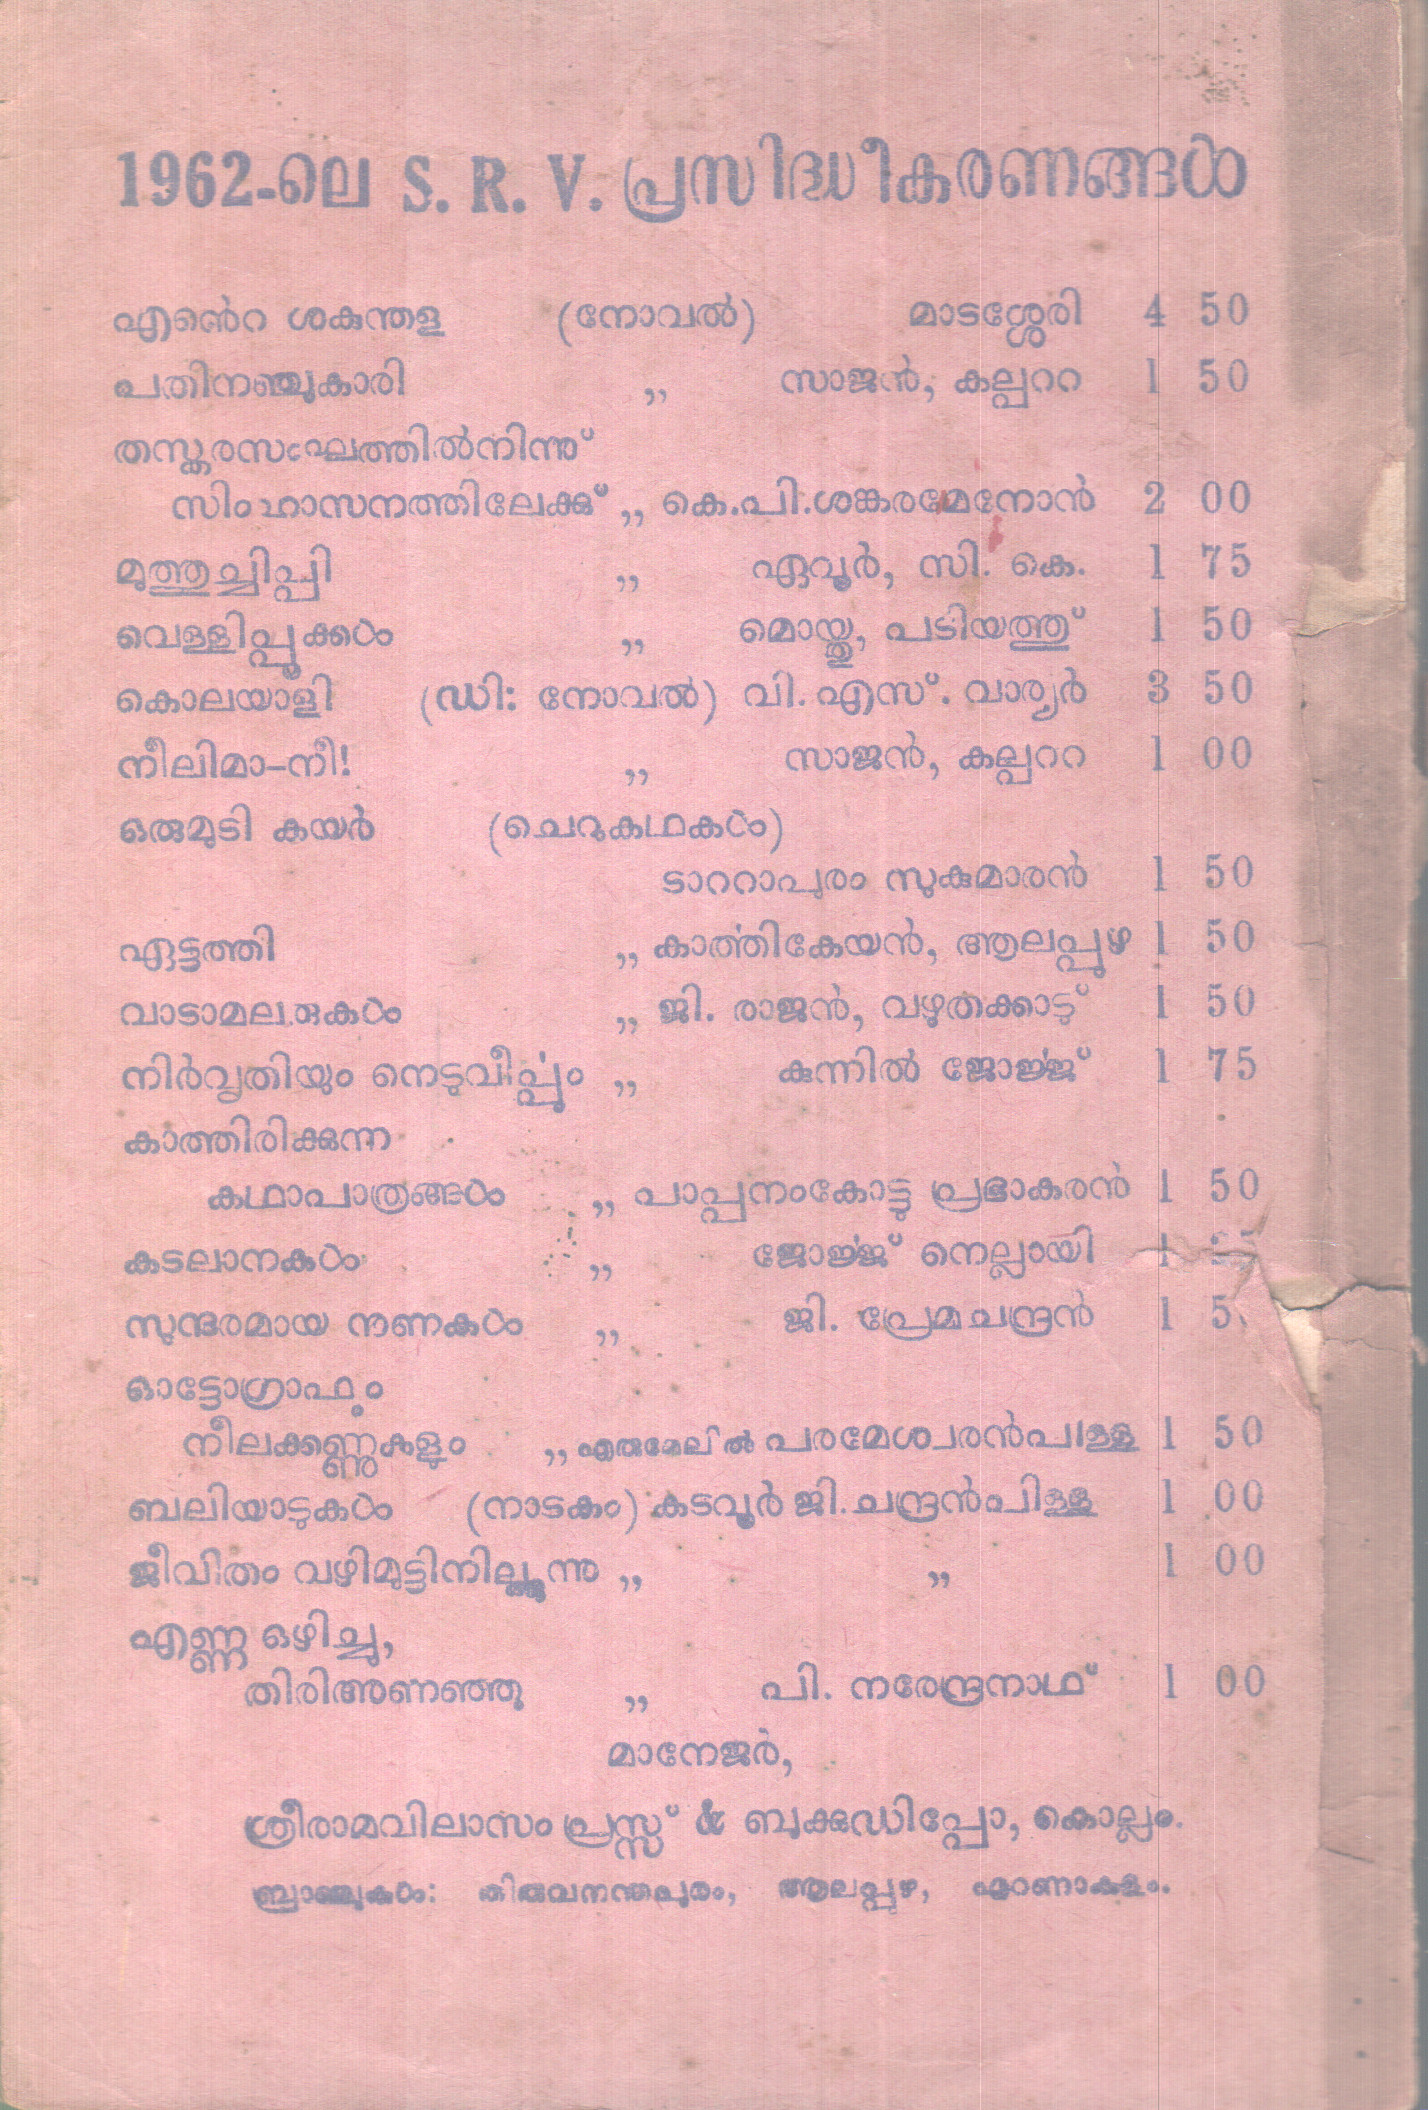 1962-ലെ S. R. V. പ്രസിദ്ധീകരണങ്ങൾ
എൻെറ ശകുന്തള (നോവൽ) മാടശ്ശേരി 4 50
പതിനഞ്ചുകാരി ,, സാജൻ, കല്പററ 1 50
തസ്കരസംഘത്തിൽനിന്നു്
സിംഹാസനത്തിലേക്കു് ,, കെ.പി.ശങ്കരമേനോൻ 2 00
മുത്തുച്ചിപ്പി ,, ഏവൂർ, സി. കെ. 1 75
വെള്ളിപ്പൂക്കൾ ,, മൊയ്തു, പടിയത്തു് 1 50
കൊലയാളി (ഡി: നോവൽ) വി. എസ്. വാര്യർ 3 50
നീലിമാ-നീ! ,, സാജൻ, കല്പററ 1 00
ഒരുമുടി കയർ (ചെറുകഥകൾ)
ടാററാപുരം സുകുമാരൻ 1 50
ഏട്ടത്തി ,, കാർത്തികേയൻ, ആലപ്പുഴ 1 50
വാടാമലരുകൾ ,, ജി. രാജൻ, വഴുതക്കാട്ടു് 1 50
നിർവൃതിയും നെടുവീർപ്പും ,, കുന്നിൽ ജോർജ്ജ് 1 75
കാത്തിരിക്കുന്ന
കഥാപാത്രങ്ങൾ ,, പാപ്പനംകോട്ടു പ്രഭാകരൻ 1 50
കടലാനകൾ ,, ജോർജ്ജ് നെല്ലായി 1
സുന്ദരമായ നുണകൾ ,, ജി. പ്രേമചന്ദ്രൻ 1 5
ഓട്ടോഗ്രാഫും
നീലക്കണ്ണുകളും ,, എരുമേലിൽ പരമേശ്വരൻപിള്ള 1 50
ബലിയാടുകൾ (നാടകം) കടവൂർ ജി. ചന്ദ്രൻപിള്ള 1 00
ജീവിതം വഴിമുട്ടിനില്ക്കുന്നു ,, ,, 1 00
എണ്ണ ഒഴിച്ചു,
തിരിഅണഞ്ഞു ,, പി. നരേന്ദ്രനാഥ് 1 00
മാനേജർ,
ശ്രീരാമവിലാസം പ്രസ്സ് & ബുക്കുഡിപ്പോ, കൊല്ലം.
ബ്രാഞ്ചുകൾ: തിരുവനന്തപുരം, ആലപ്പുഴ, എറണാകുളം.